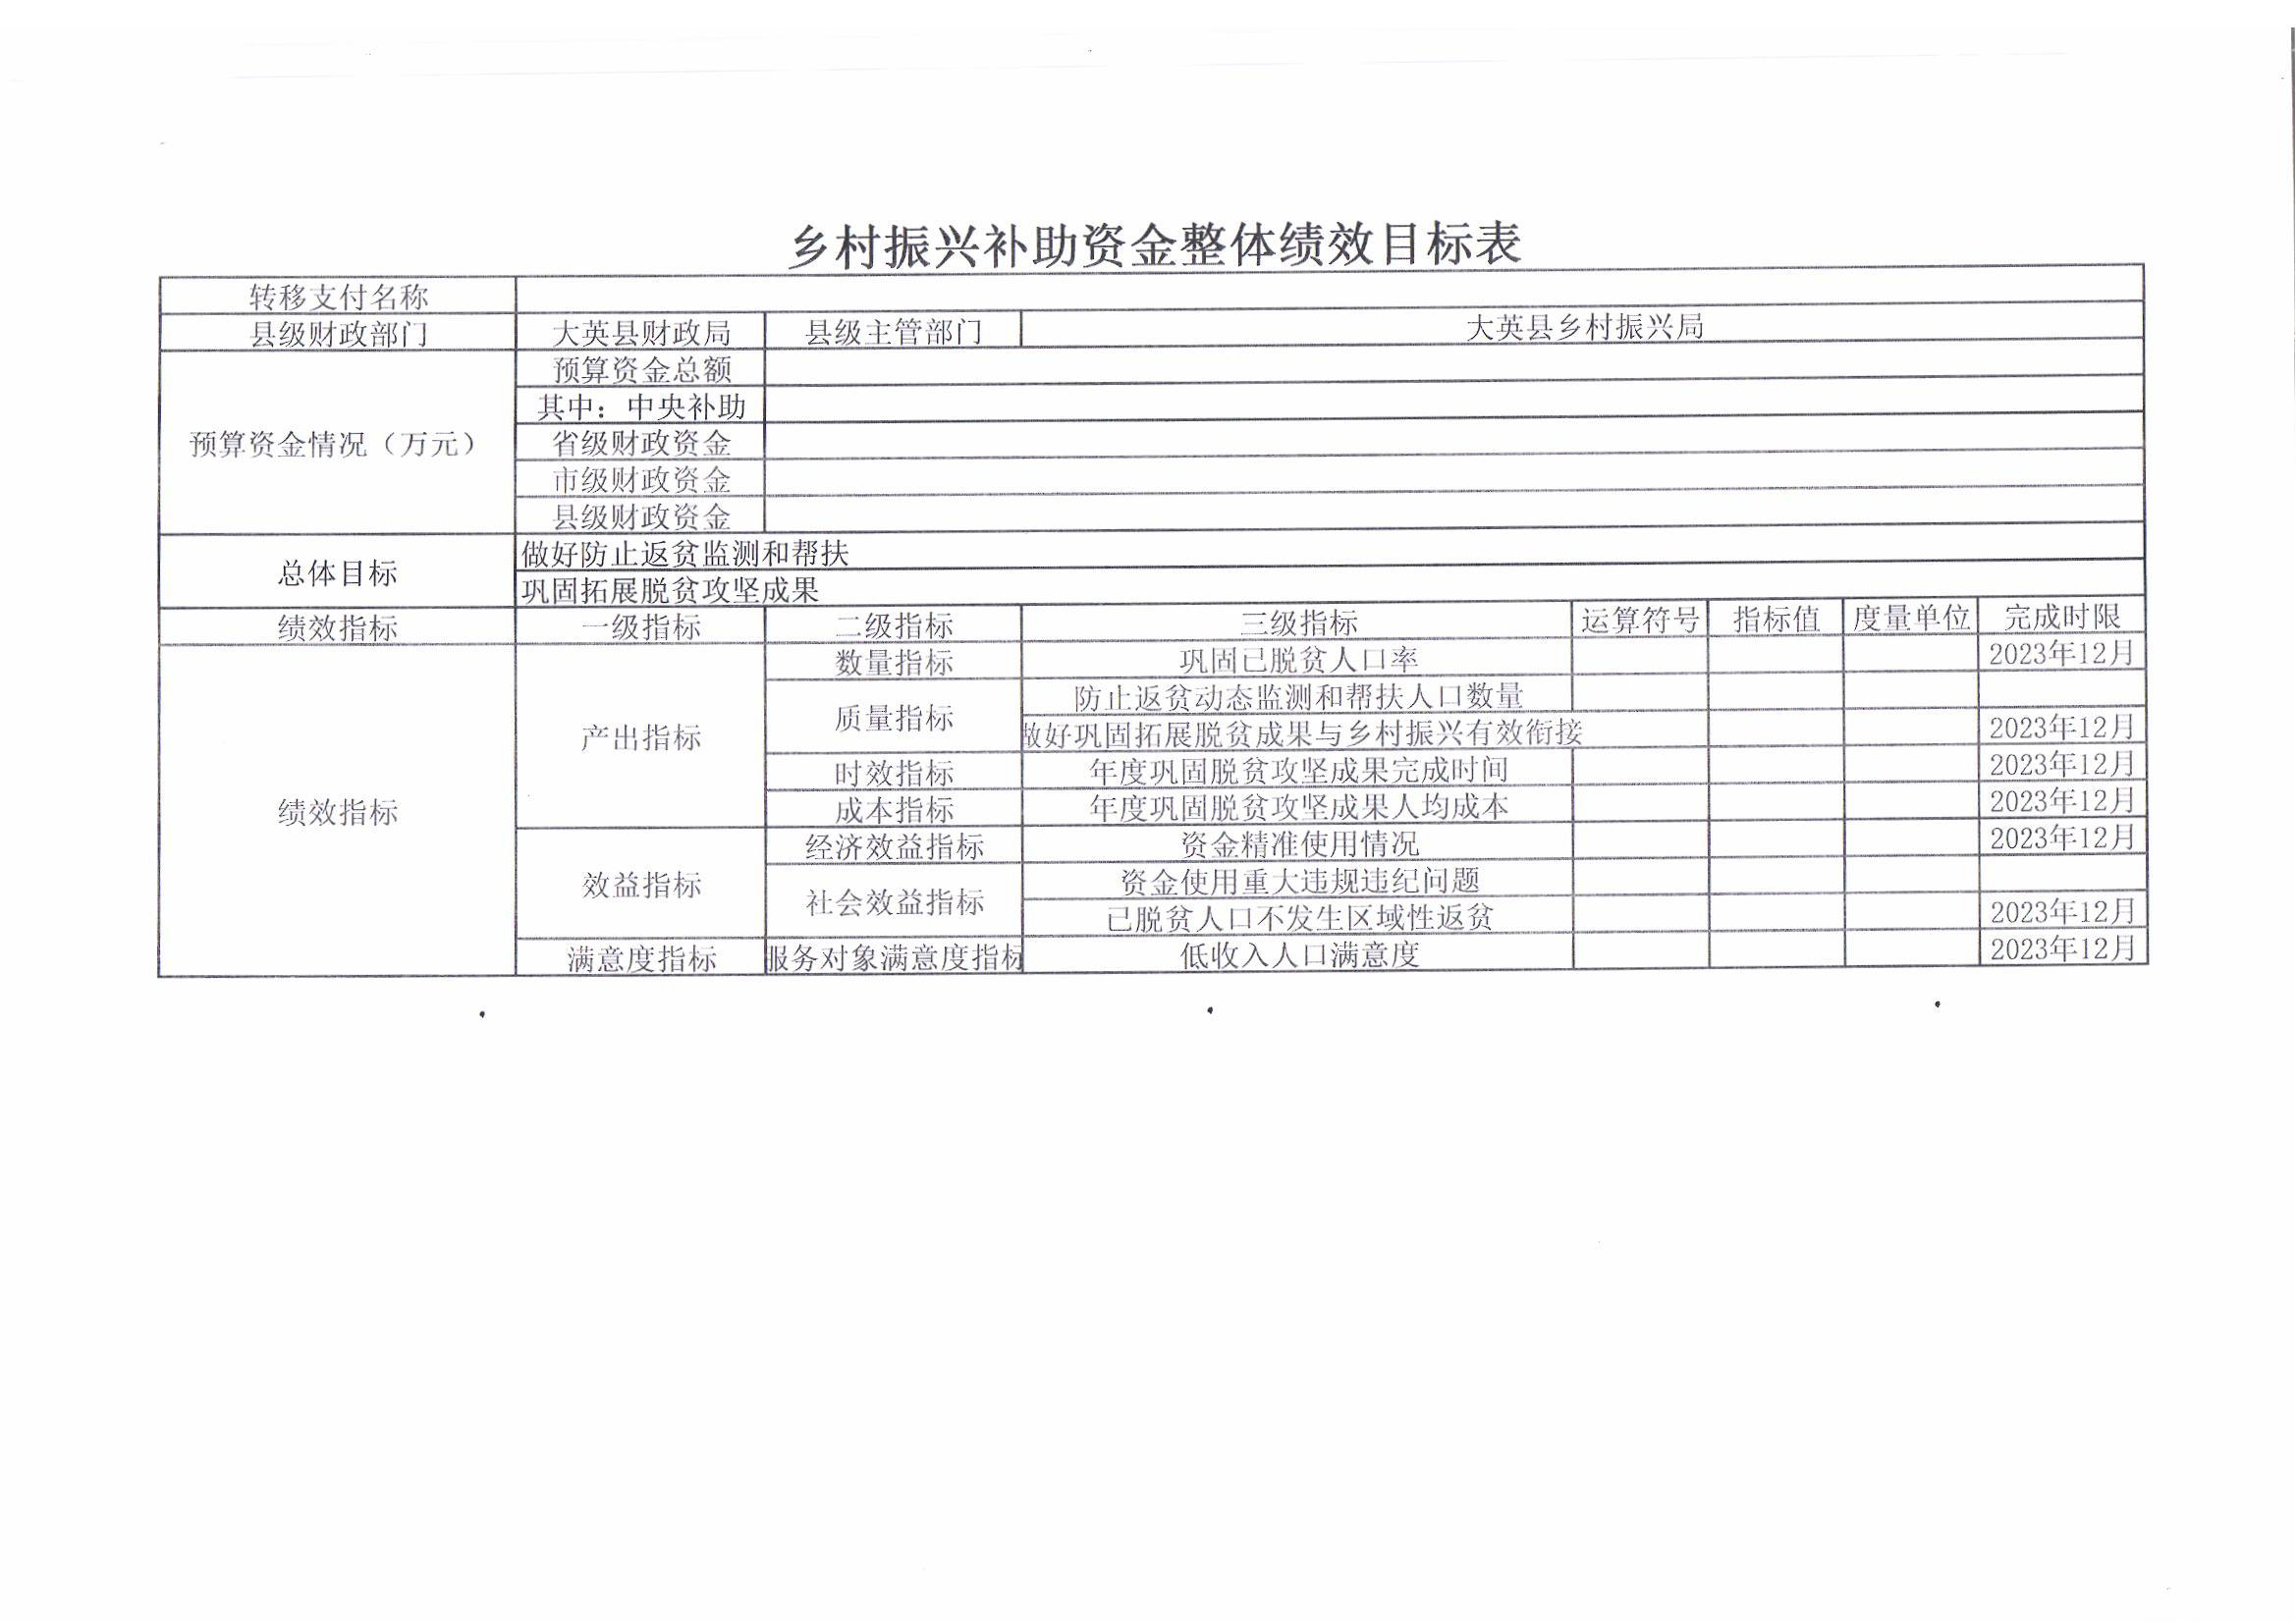 乡村振兴补助资金整体绩效目标表
转移支付名称
县级财政部门 大英县财政局 县级主管部门 大英县乡村振兴局
预算资金情况（万元） 预算资金总额
其中：中央补助
省级财政资金
市级财政资金
县级财政资金
总体目标 做好防止返贫监测和帮扶
巩固拓展脱贫攻坚成果
绩效指标 一级指标 二级指标 三级指标 运算符号 指标值 度量单位 完成时限
绩效指标 产出指标 数量指标 巩固已脱贫人口率 2023年12月
质量指标 防止返贫动态监测和帮扶人口数量
做好巩固拓展脱贫成果与乡村振兴有效衔接 2023年12月
时效指标 年度巩固脱贫攻坚成果完成时间 2023年12月
成本指标 年度巩固脱贫攻坚成果人均成本 2023年12月
效益指标 经济效益指标 资金精准使用情况 2023年12月
社会效益指标 资金使用重大违规违纪问题
已脱贫人口不发生区域性返贫 2023年12月
满意度指标 服务对象满意度指标 低收入人口满意度 2023年12月